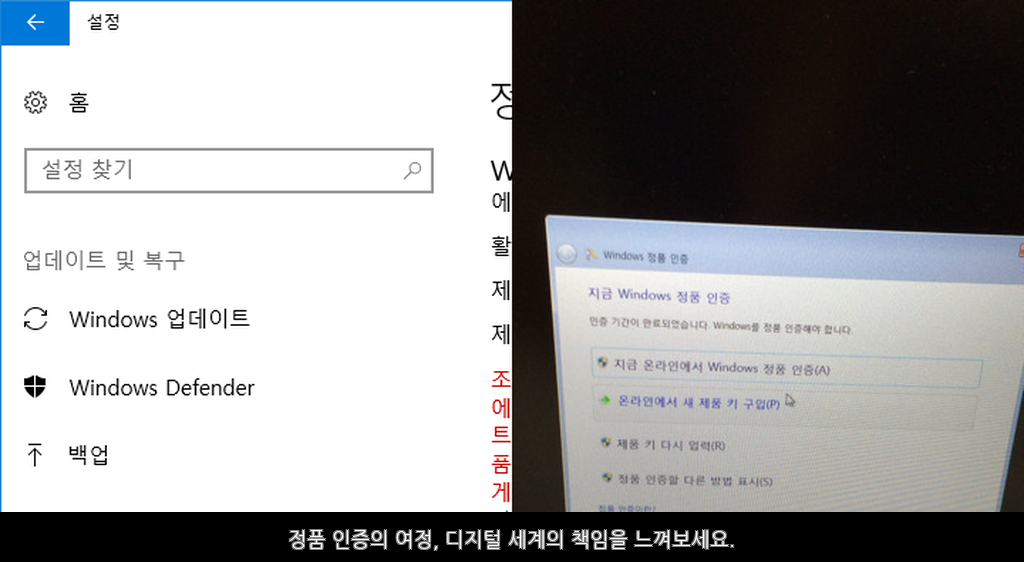 설정
홈
설정 찾기
업데이트 및 복구
Windows 업데이트
Windows Defender
백업
정
W
에
활
제
제
조
에
트
품
게
Windows 정품 인증
지금 Windows 정품 인증
인증 기간이 만료되었습니다. Windows를 정품 인증해야 합니다.
지금 온라인에서 Windows 정품 인증(A)
온라인에서 새 제품 키 구입(P)
제품 키 다시 입력(R)
정품 인증할 다른 방법 표시(S)
정품 인증이란?
정품 인증의 여정, 디지털 세계의 책임을 느껴보세요.